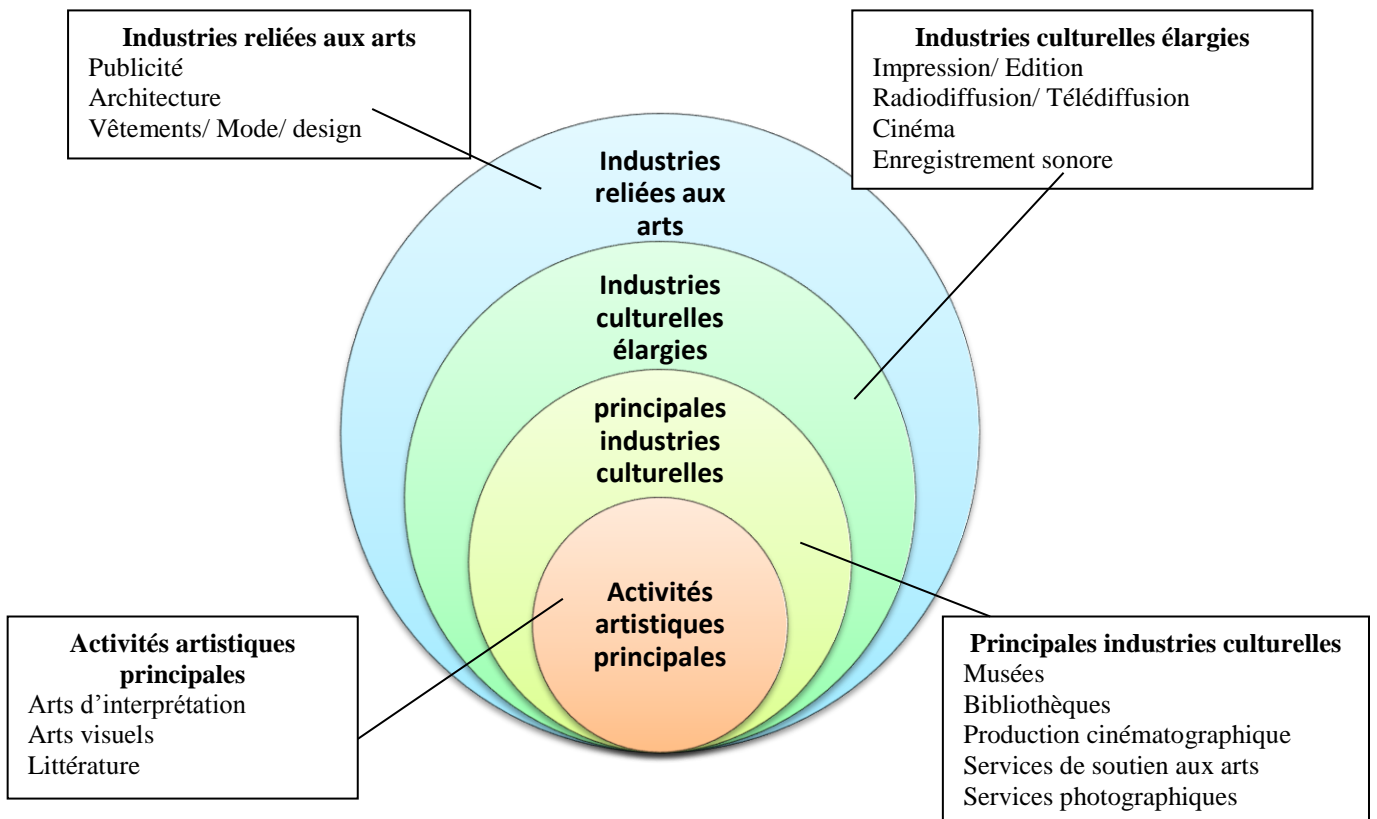 Industries reliées aux arts
Publicité
Architecture
Vêtements/ Mode/ design
Industries culturelles élargies
Impression/ Edition
Radiodiffusion/ Télédiffusion
Cinéma
Enregistrement sonore
Industries
reliées aux
arts
Industries
culturelles
élargies
principales
industries
culturelles
Activités
artistiques
principales
Activités artistiques
principales
Arts d’interprétation
Arts visuels
Littérature
Principales industries culturelles
Musées
Bibliothèques
Production cinématographique
Services de soutien aux arts
Services photographiques